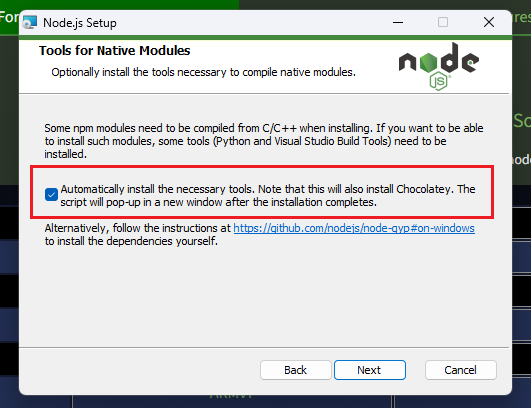 For
Node.js Setup
Tools for Native Modules
Optionally install the tools necessary to compile native modules.
node
JS
Some npm modules need to be compiled from C/C++ when installing. If you want to be able
to install such modules, some tools (Python and Visual Studio Build Tools) need to be
installed.
Automatically install the necessary tools. Note that this will also install Chocolatey. The
script will pop-up in a new window after the installation completes.
Alternatively, follow the instructions at https://github.com/nodejs/node-gyp#on-windows
to install the dependencies yourself.
Back
Next
Cancel